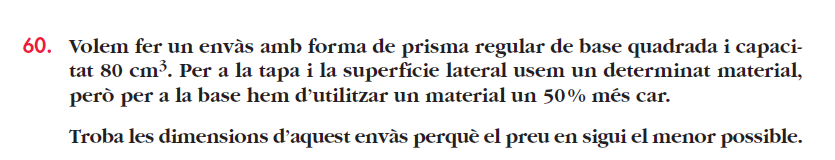 60. Volem fer un envàs amb forma de prisma regular de base quadrada i capaci-
tat 80 cm³. Per a la tapa i la superfície lateral usem un determinat material,
però per a la base hem d'utilitzar un material un 50% més car.
Troba les dimensions d'aquest envàs perquè el preu en sigui el menor possible.